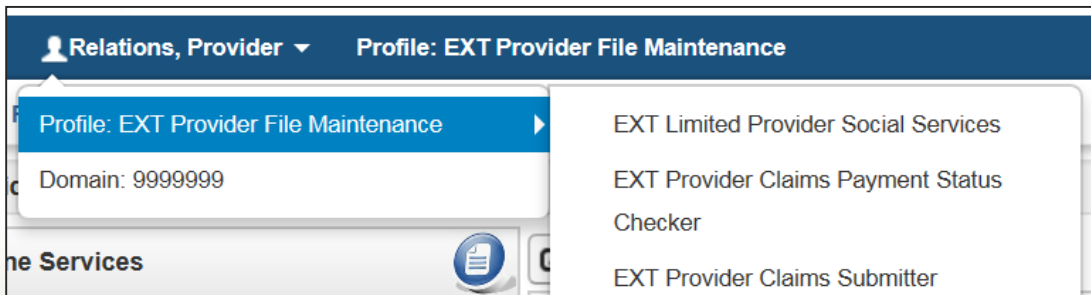 Relations, Provider Profile: EXT Provider File Maintenance
Profile: EXT Provider File Maintenance
Domain: 9999999
EXT Limited Provider Social Services
EXT Provider Claims Payment Status
Checker
EXT Provider Claims Submitter
ne Services